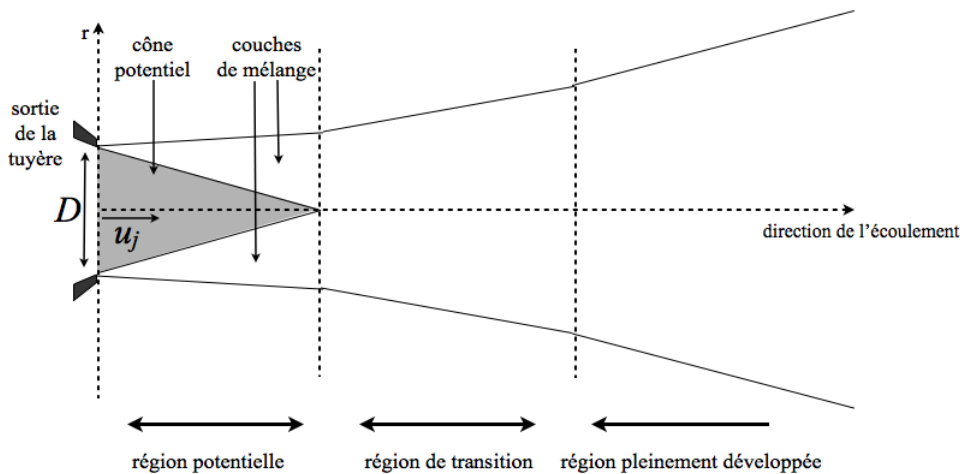 r
cône
potentiel
couches
de mélange
sortie
de la
tuyère
D
u_j
direction de l'écoulement
région potentielle
région de transition
région pleinement développée